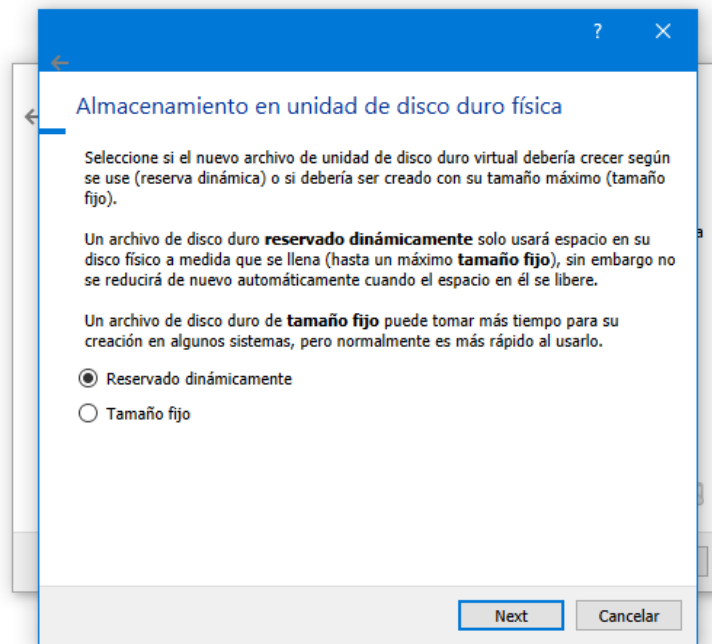 ?
Almacenamiento en unidad de disco duro física
Seleccione si el nuevo archivo de unidad de disco duro virtual debería crecer según
se use (reserva dinámica) o si debería ser creado con su tamaño máximo (tamaño
fijo).
Un archivo de disco duro reservado dinámicamente solo usará espacio en su
disco físico a medida que se llena (hasta un máximo tamaño fijo), sin embargo no
se reducirá de nuevo automáticamente cuando el espacio en él se libere.
Un archivo de disco duro de tamaño fijo puede tomar más tiempo para su
creación en algunos sistemas, pero normalmente es más rápido al usarlo.
Reservado dinámicamente
Tamaño fijo
Next Cancelar